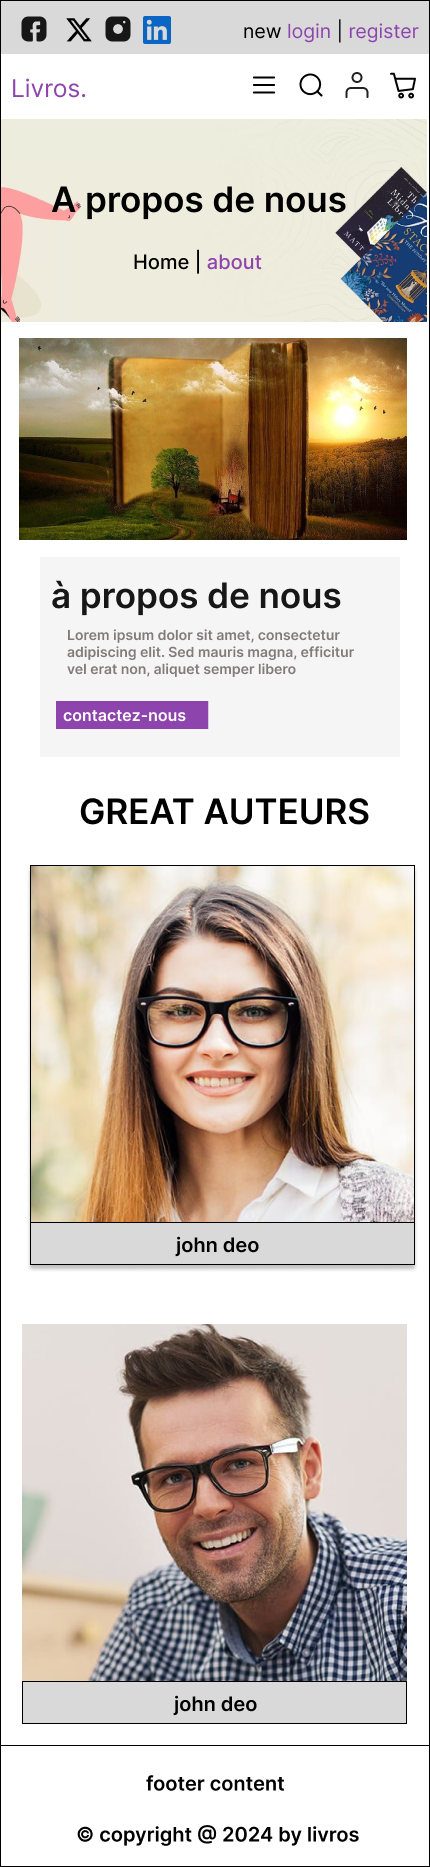 new login | register
Livros.
A propos de nous
Home | about
à propos de nous
Lorem ipsum dolor sit amet, consectetur
adipiscing elit. Sed mauris magna, efficitur
vel erat non, aliquet semper libero
contactez-nous
GREAT AUTEURS
john deo
john deo
footer content
© copyright @ 2024 by livros